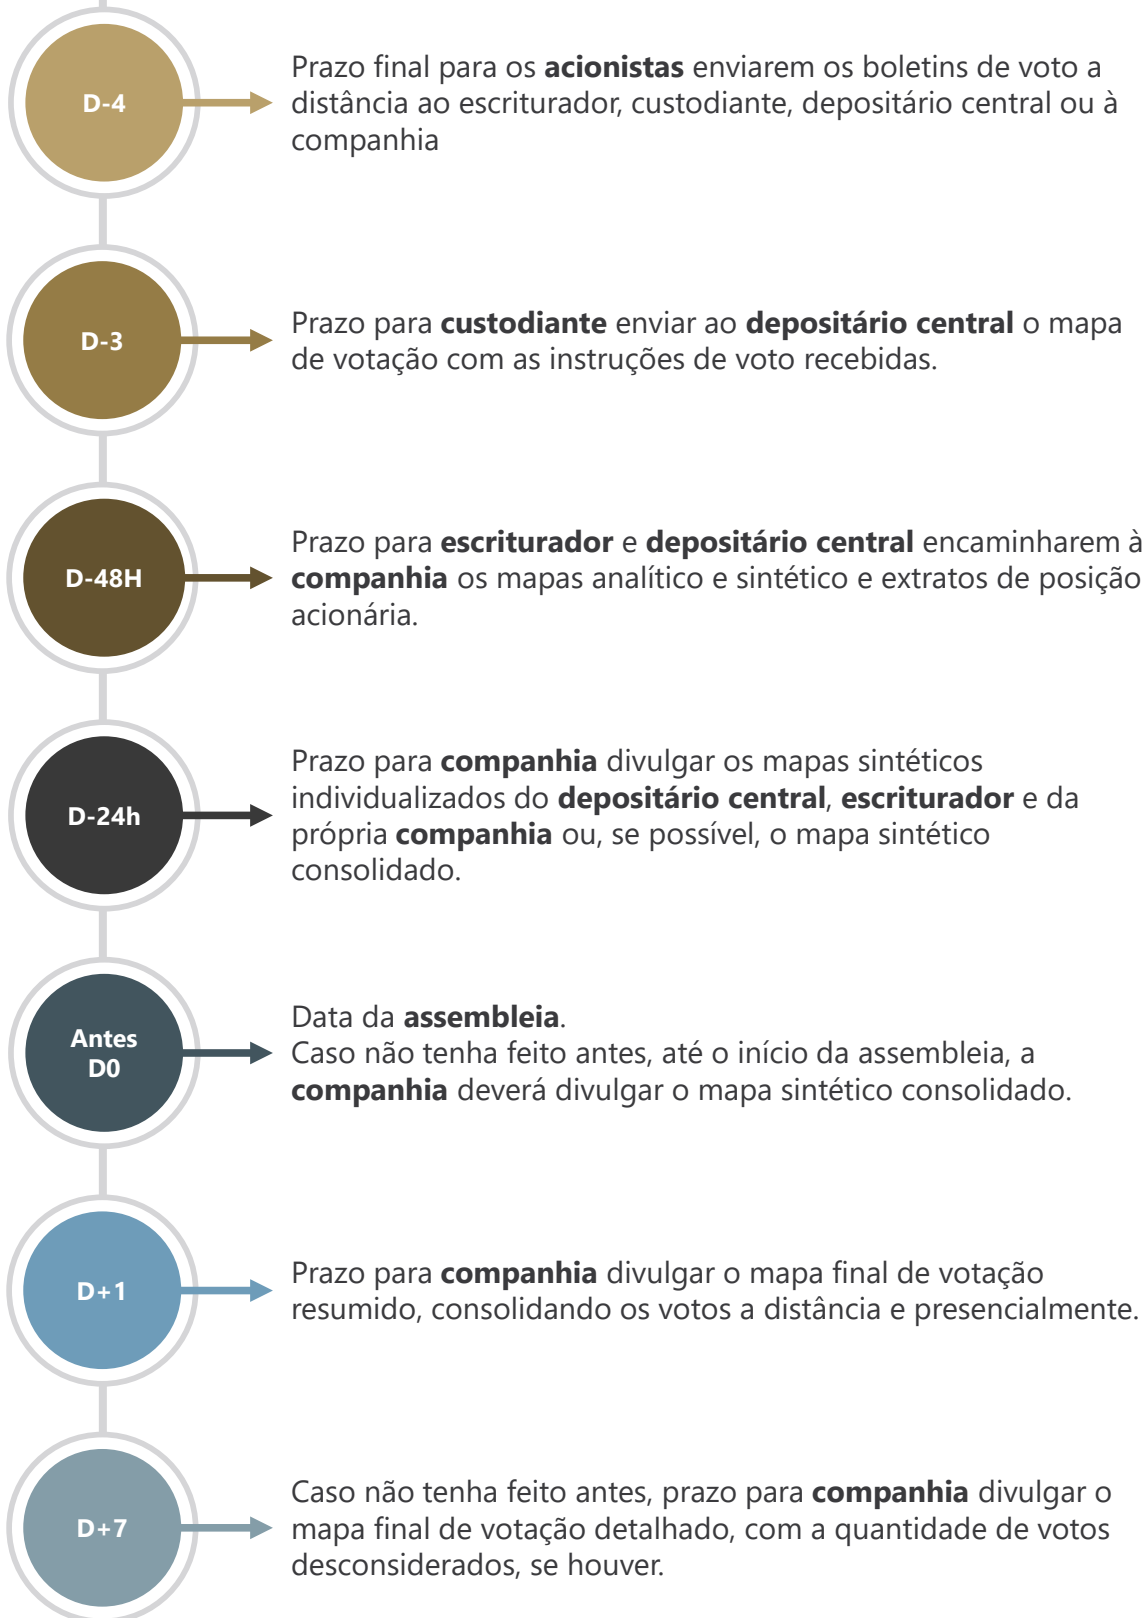 D-4
Prazo final para os acionistas enviarem os boletins de voto a
distância ao escriturador, custodiante, depositário central ou à
companhia
D-3
Prazo para custodiante enviar ao depositário central o mapa
de votação com as instruções de voto recebidas.
D-48H
Prazo para escriturador e depositário central encaminharem à
companhia os mapas analítico e sintético e extratos de posição
acionária.
D-24h
Prazo para companhia divulgar os mapas sintéticos
individualizados do depositário central, escriturador e da
própria companhia ou, se possível, o mapa sintético
consolidado.
Antes
D0
Data da assembleia.
Caso não tenha feito antes, até o início da assembleia, a
companhia deverá divulgar o mapa sintético consolidado.
D+1
Prazo para companhia divulgar o mapa final de votação
resumido, consolidando os votos a distância e presencialmente.
D+7
Caso não tenha feito antes, prazo para companhia divulgar o
mapa final de votação detalhado, com a quantidade de votos
desconsiderados, se houver.